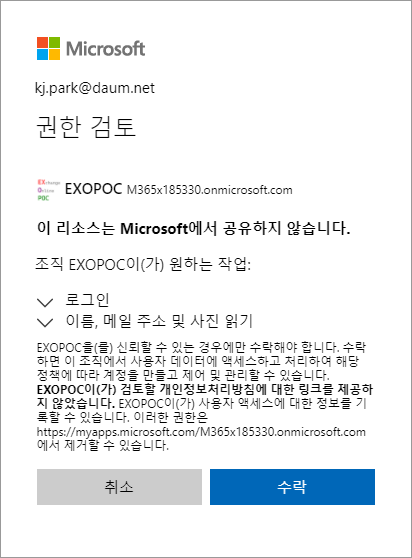 Microsoft
kj.park@daum.net
권한 검토
EXchange
Online
POC
EXOPOC M365x185330.onmicrosoft.com
이 리소스는 Microsoft에서 공유하지 않습니다.
조직 EXOPOC이(가) 원하는 작업:
로그인
이름, 메일 주소 및 사진 읽기
EXOPOC을(를) 신뢰할 수 있는 경우에만 수락해야 합니다. 수락
하면 이 조직에서 사용자 데이터에 액세스하고 처리하여 해당
정책에 따라 계정을 만들고 제어 및 관리할 수 있습니다.
EXOPOC이(가) 검토할 개인정보처리방침에 대한 링크를 제공하
지 않았습니다. EXOPOC이(가) 사용자 액세스에 대한 정보를 기
록할 수 있습니다. 이러한 권한은
https://myapps.microsoft.com/M365x185330.onmicrosoft.com
에서 제거할 수 있습니다.
취소
수락